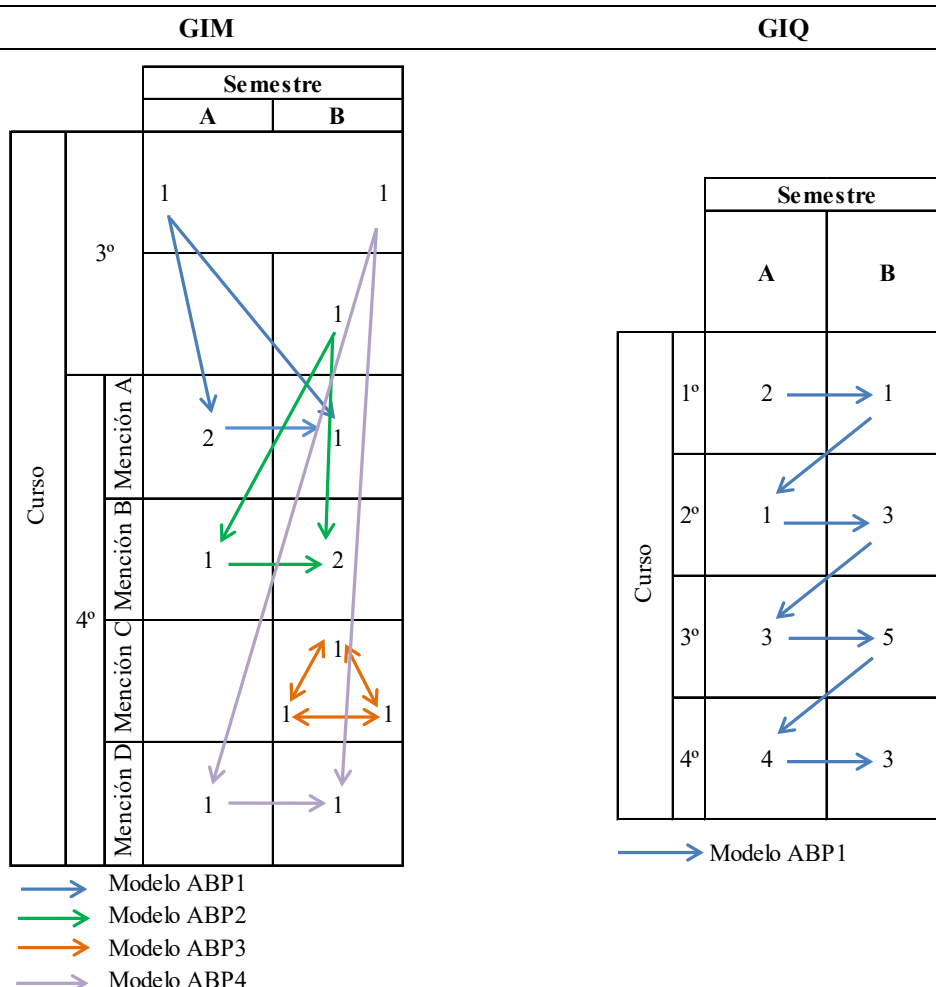 GIM GIQ
Semestre
A B
Curso
3º
1 1
1
4º
Mención A
2 1
Mención B
1 2
Mención C
1
1 1
Mención D
1 1
Modelo ABP1
Modelo ABP2
Modelo ABP3
Modelo ABP4
Semestre
A B
Curso
1º 2 1
2º 1 3
3º 3 5
4º 4 3
Modelo ABP1